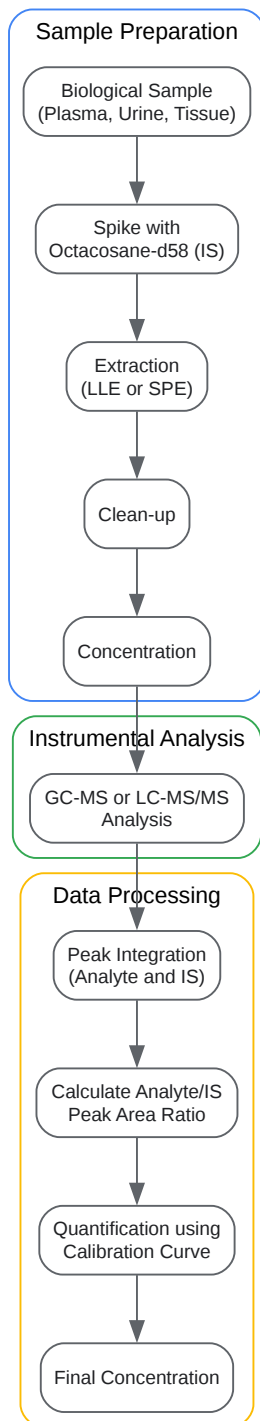 Sample Preparation
Biological Sample
(Plasma, Urine, Tissue)
Spike with
Octacosane-d58 (IS)
Extraction
(LLE or SPE)
Clean-up
Concentration
Instrumental Analysis
GC-MS or LC-MS/MS
Analysis
Data Processing
Peak Integration
(Analyte and IS)
Calculate Analyte/IS
Peak Area Ratio
Quantification using
Calibration Curve
Final Concentration